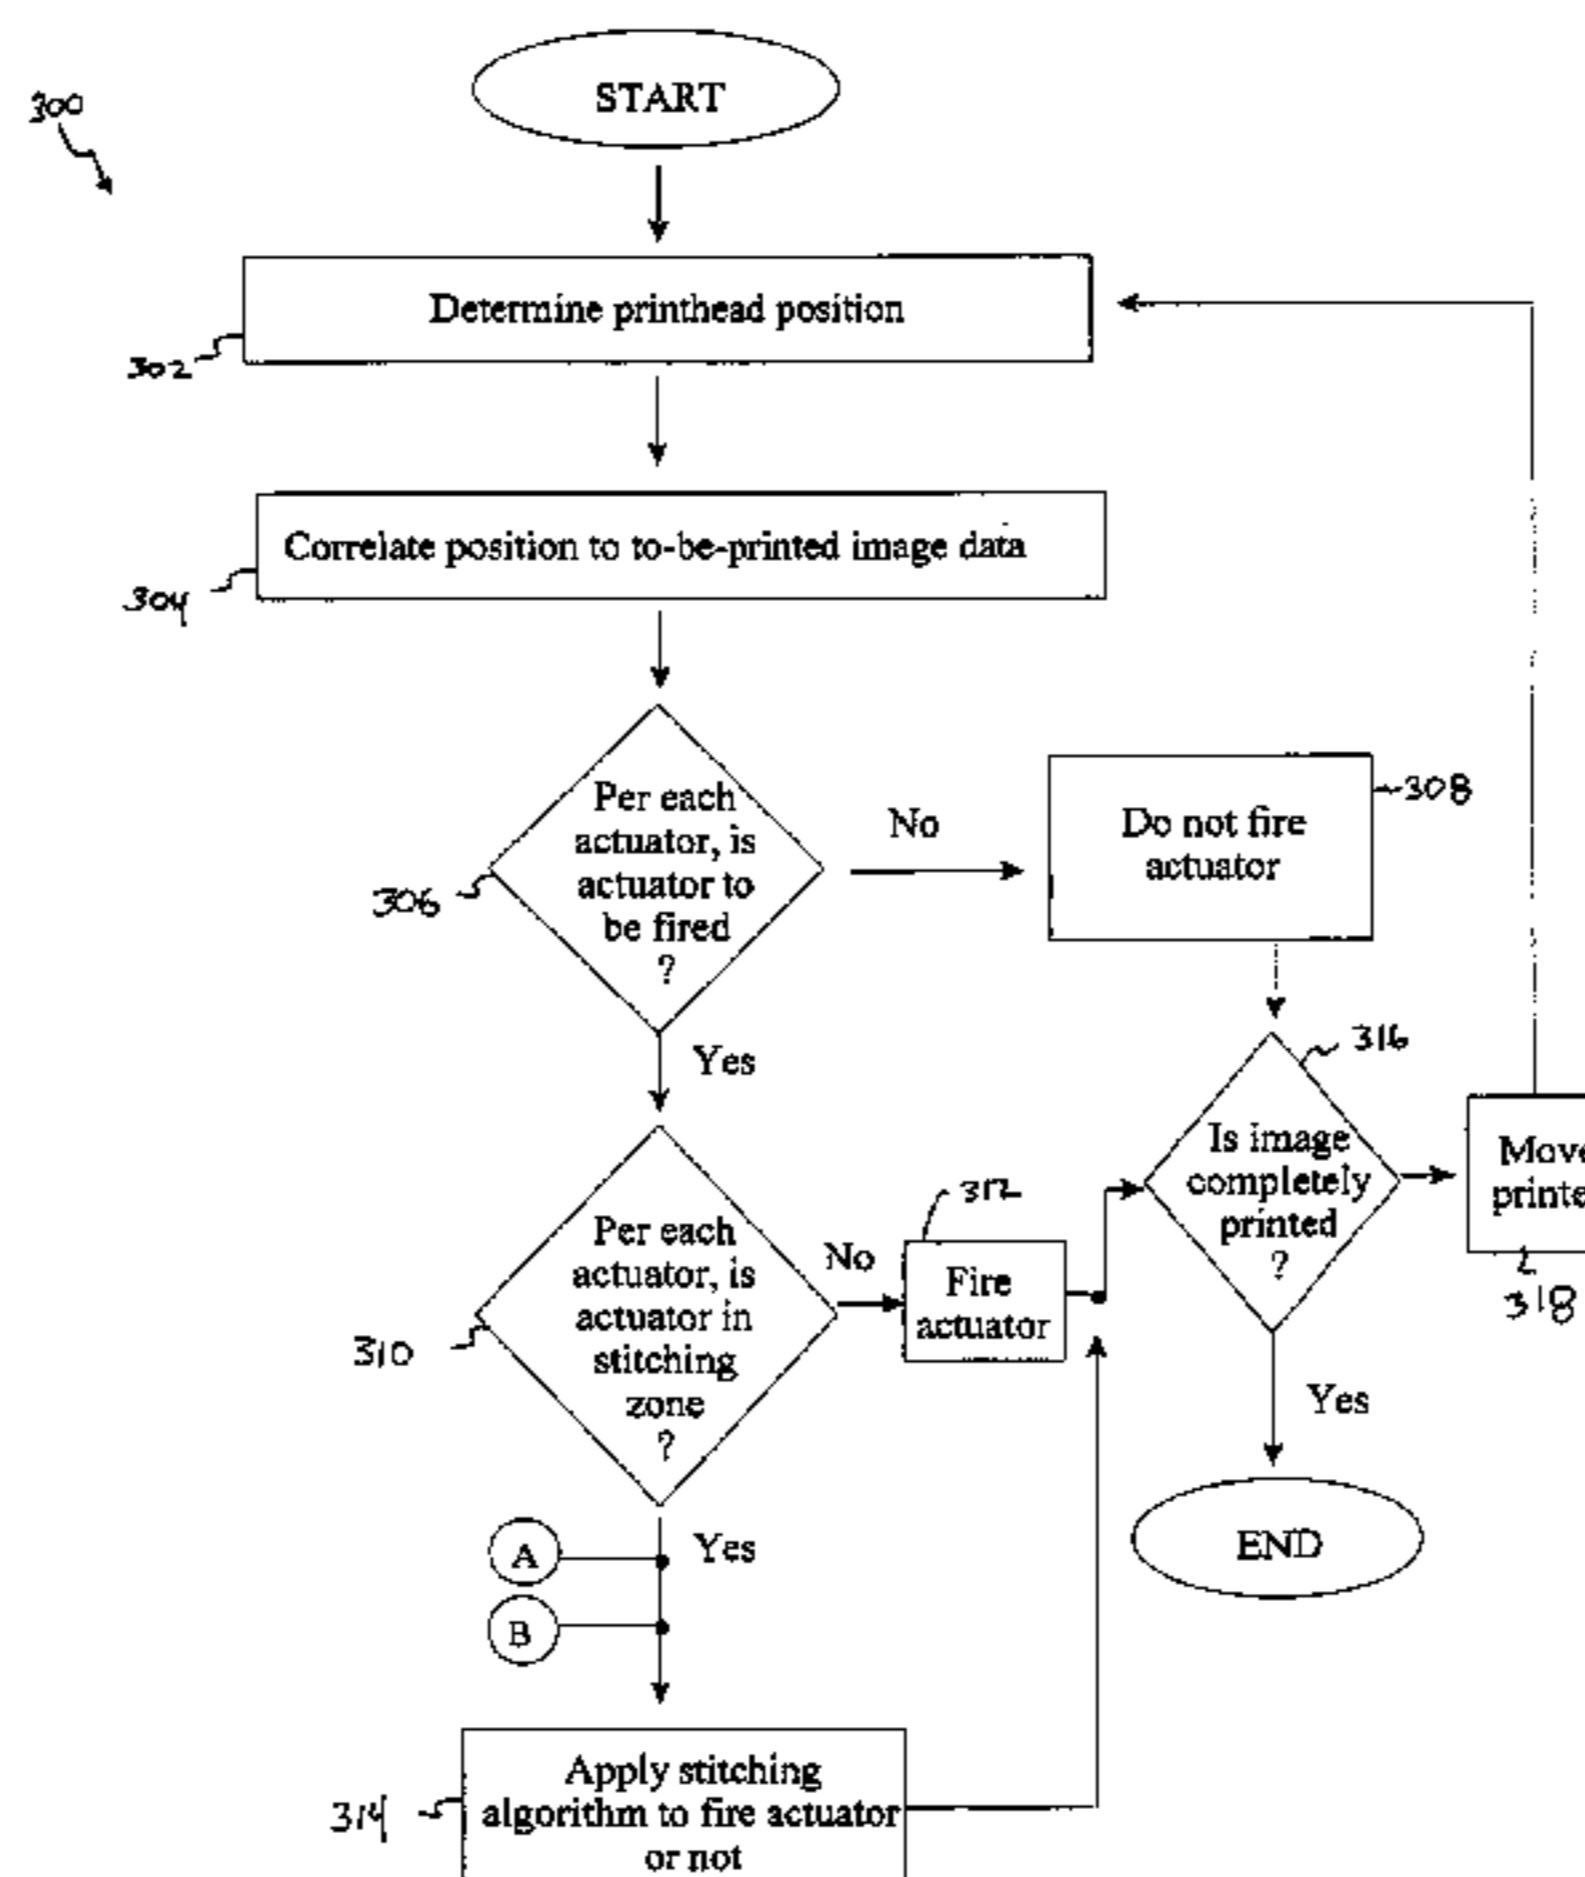 START
300
Determine printhead position
302
Correlate position to to-be-printed image data
304
Per each
actuator, is
actuator to
be fired
?
306
No
Do not fire
actuator
308
Yes
Per each
actuator, is
actuator in
stitching
zone
?
310
No
Fire
actuator
312
Is image
completely
printed
?
316
318
Yes
END
Yes
A
B
Apply stitching
algorithm to fire actuator
or not
314